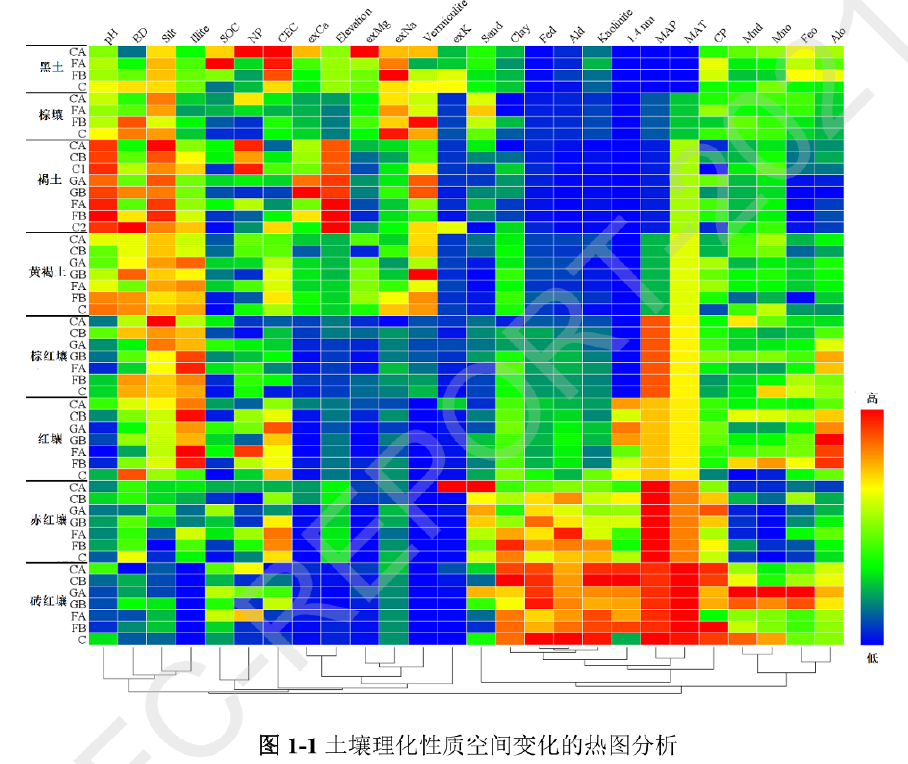 pH BD Silt Illite SOC NP CEC exCa Elevation exMg exNa Vermiculite exK Sand Clay Fed Ald Kaolinite 1.4 nm MAP MAT CP Mnd Mno Feo Alo
黑土
CA
FA
FB
C
棕壤
CA
FA
FB
C
褐土
CA
CB
C1
GA
GB
FA
FB
C2
黄褐土
CA
CB
GA
GB
FA
FB
C
棕红壤
CA
CB
GA
GB
FA
FB
C
红壤
CA
CB
GA
GB
FA
FB
C
赤红壤
CA
CB
GA
GB
FA
FB
C
砖红壤
CA
CB
GA
GB
FA
FB
C
高
低
图 1-1 土壤理化性质空间变化的热图分析
EC-REPORT-2021